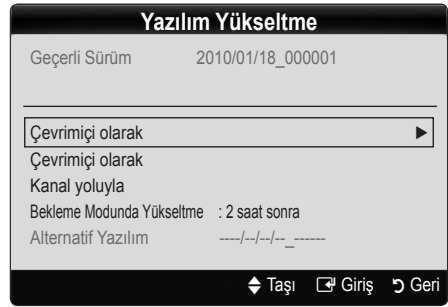 Yazılım Yükseltme
Geçerli Sürüm 2010/01/18_000001
Çevrimiçi olarak
Çevrimiçi olarak
Kanal yoluyla
Bekleme Modunda Yükseltme : 2 saat sonra
Alternatif Yazılım ----/--/--/--_------
Taşı Giriş Geri